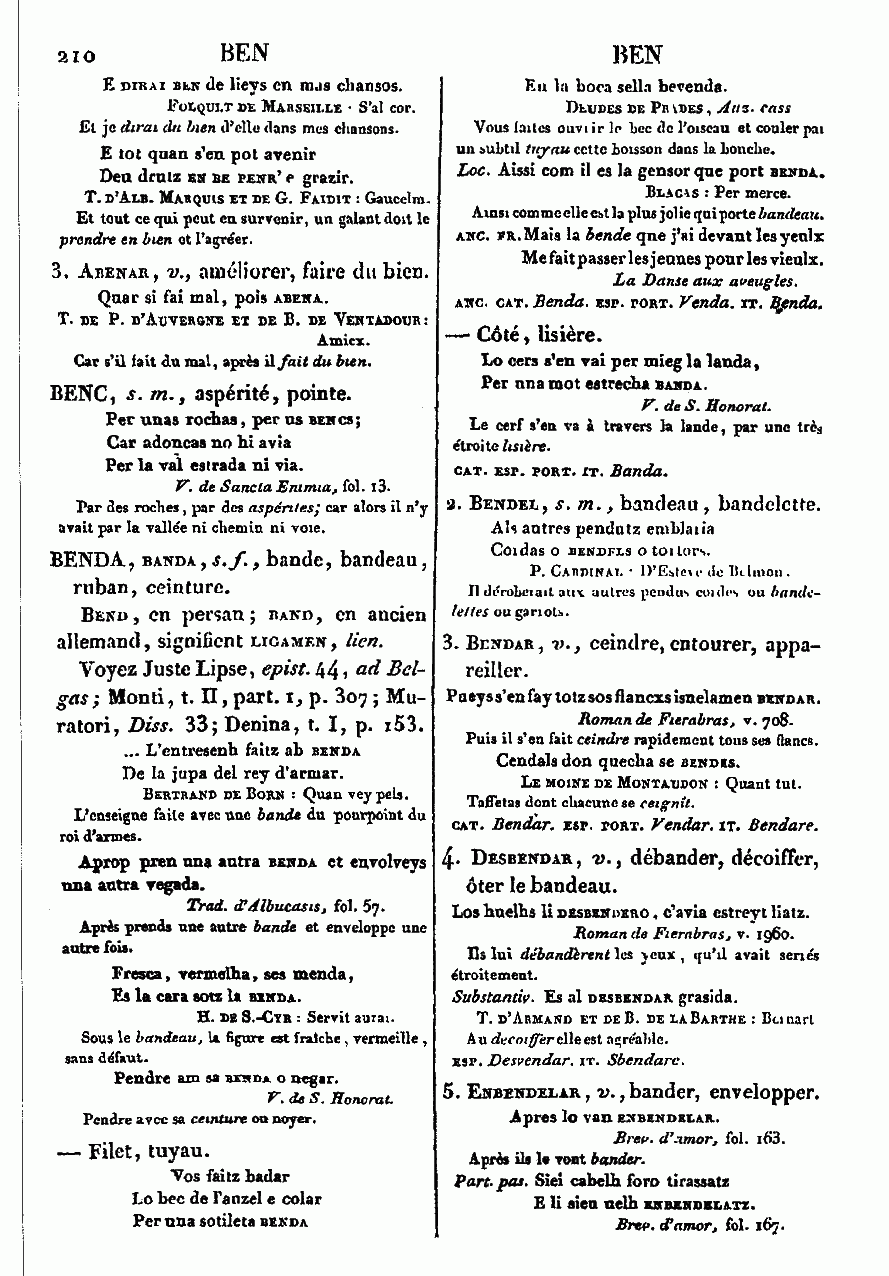 210 BEN BEN
E DIRAI BEN de lieys en mas chansos.
FOLQUET DE MARSEILLE : S'al cor.
Et je dirai du bien d'elle dans mes chansons.
E tot quan s'en pot avenir
Deu drutz EN BE PENR' e grazir.
T. D'ALB. MARQUIS ET DE G. FAIDIT : Gaucelm.
Et tout ce qui peut en survenir, un galant doit le
prendre en bien et l'agréer.
3. ABENAR, v., améliorer, faire du bien.
Quar si fai mal, pois ABENA.
T. DE P. D'AUVERGNE ET DE B. DE VENTADOUR:
Amicx.
Car s'il fait du mal, après il fait du bien.
BENC, s. m., aspérité, pointe.
Per unas rochas, per us BENCS;
Car adoncas no hi avia
Per la val estrada ni via.
V. de Sancta Enimia, fol. 13.
Par des roches, par des aspérites; car alors il n'y
avait par la vallée ni chemin ni voie.
BENDA, BANDA, s. f., bande, bandeau,
ruban, ceinture.
BEND, en persan; BAND, en ancien
allemand, signifient LIGAMEN, lien.
Voyez Juste Lipse, epist. 44, ad Bel-
gas; Monti, t. II, part. 1, p. 307; Mu-
ratori, Diss. 33; Denina, t. I, p. 153.
... L'entresenh faitz ab BENDA
De la jupa del rey d'armar.
BERTRAND DE BORN : Quan vey pels.
L'enseigne faite avec une bande du pourpoint du
roi d'armes.
Aprop pren una autra BENDA et envolveys
una autra vegada.
Trad. d'Albucasis, fol. 57.
Après prends une autre bande et enveloppe une
autre fois.
Fresca, vermelha, ses menda,
Es la cara sotz la BENDA.
H. DE S.-CYR : Servit aurai.
Sous le bandeau, la figure est fraîche, vermeille,
sans défaut.
Pendre am sa BENDA o negar.
V. de S. Honorat.
Pendre avec sa ceinture ou noyer.
— Filet, tuyau.
Vos faitz badar
Lo bec de l'auzel e colar
Per una sotileta BENDA
En la boca sella bevenda.
DEUDES DE PRADES, Auz. cass
Vous faites ouvrir le bec de l'oiseau et couler par
un subtil tuyau cette boisson dans la bouche.
Loc. Aissi com il es la gensor que port BENDA.
BLACAS : Per merce.
Ainsi comme elle est la plus jolie qui porte bandeau.
ANC. FR. Mais la bende que j'ai devant les yeulx
Me fait passer les jeunes pour les vieulx.
La Danse aux aveugles.
ANC. CAT. Benda. ESP. PORT. Venda. IT. Benda.
— Côté, lisière.
Lo cers s'en vai per mieg la landa,
Per una mot estrecha BANDA.
V. de S. Honorat.
Le cerf s'en va à travers la lande, par une très
étroite lisière.
CAT. ESP. PORT. IT. Banda.
2. BENDEL, s. m., bandeau, bandelette.
Als autres pendutz emblaria
Cordas o BENDELS o tortors.
P. CARDINAL : D'Esteve de Belmon.
Il déroberait aux autres pendus cordes ou bande-
lettes ou garrots.
3. BENDAR, v., ceindre, entourer, appa-
reiller.
Pueys s'en fay totz sos flancxs isnelamen BENDAR.
Roman de Fierabras, v. 708.
Puis il s'en fait ceindre rapidement tous ses flancs.
Cendals don quecha se BENDES.
LE MOINE DE MONTAUDON : Quant tut.
Taffetas dont chacune se ceignît.
CAT. Bendar. ESP. PORT. Vendar. IT. Bendare.
4. DESBENDAR, v., débander, décoiffer,
ôter le bandeau.
Los huelhs li DESBENDERO, c'avia estreyt liatz.
Roman de Fierabras, v. 1960.
Ils lui débandèrent les yeux, qu'il avait serrés
étroitement.
Substantiv. Es al DESBENDAR grasida.
T. D'ARMAND ET DE B. DE LA BARTHE : Bernart
Au decoiffer elle est agréable.
ESP. Desvendar. IT. Sbendare.
5. ENBENDELAR, v., bander, envelopper.
Apres lo van ENBENDELAR.
Brev. d'amor, fol. 163.
Après ils le vont bander.
Part. pas. Siei cabelh foro tirassatz
E li sieu uelh ENBENDELATZ.
Brev. d'amor, fol. 167.